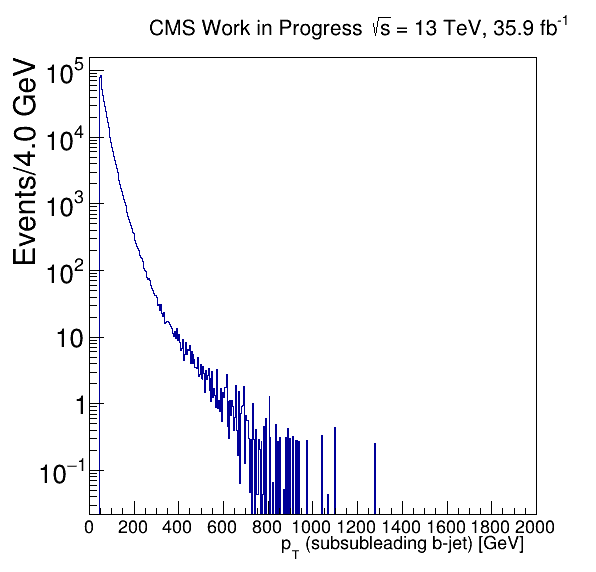 CMS Work in Progress √s = 13 TeV, 35.9 fb⁻¹
Events/4.0 GeV
10⁵
10⁴
10³
10²
10
1
10⁻¹
0 200 400 600 800 1000 1200 1400 1600 1800 2000
p_T (subsubleading b-jet) [GeV]